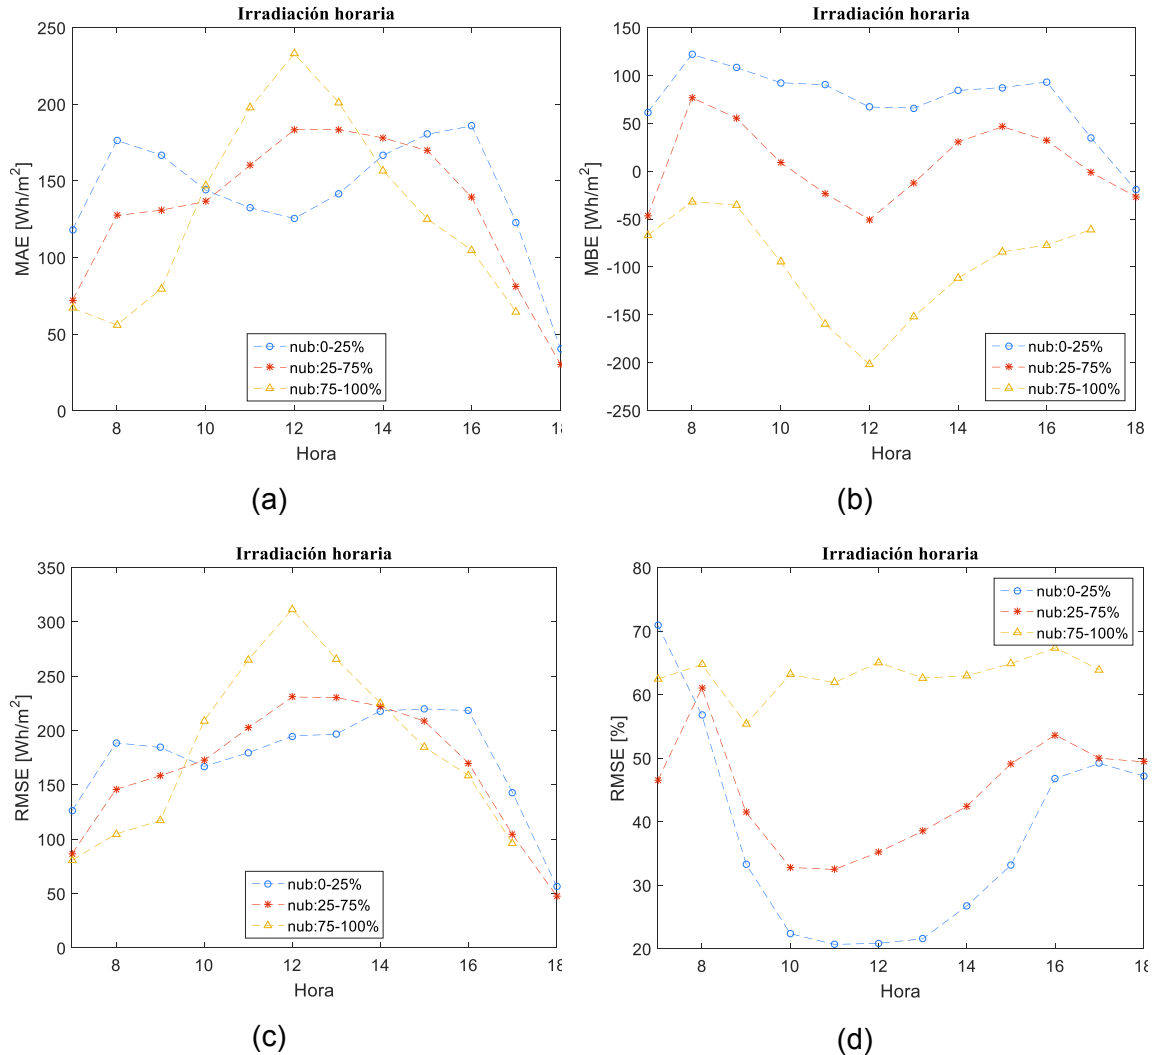 Irradiación horaria
MAE [Wh/m²]
250
200
150
100
50
0
8
10
12
14
16
18
Hora
nub:0-25%
nub:25-75%
nub:75-100%
(a)
Irradiación horaria
MBE [Wh/m²]
150
100
50
0
-50
-100
-150
-200
-250
8
10
12
14
16
18
Hora
nub:0-25%
nub:25-75%
nub:75-100%
(b)
Irradiación horaria
RMSE [Wh/m²]
350
300
250
200
150
100
50
0
8
10
12
14
16
18
Hora
nub:0-25%
nub:25-75%
nub:75-100%
(c)
Irradiación horaria
RMSE [%]
80
70
60
50
40
30
20
8
10
12
14
16
18
Hora
nub:0-25%
nub:25-75%
nub:75-100%
(d)